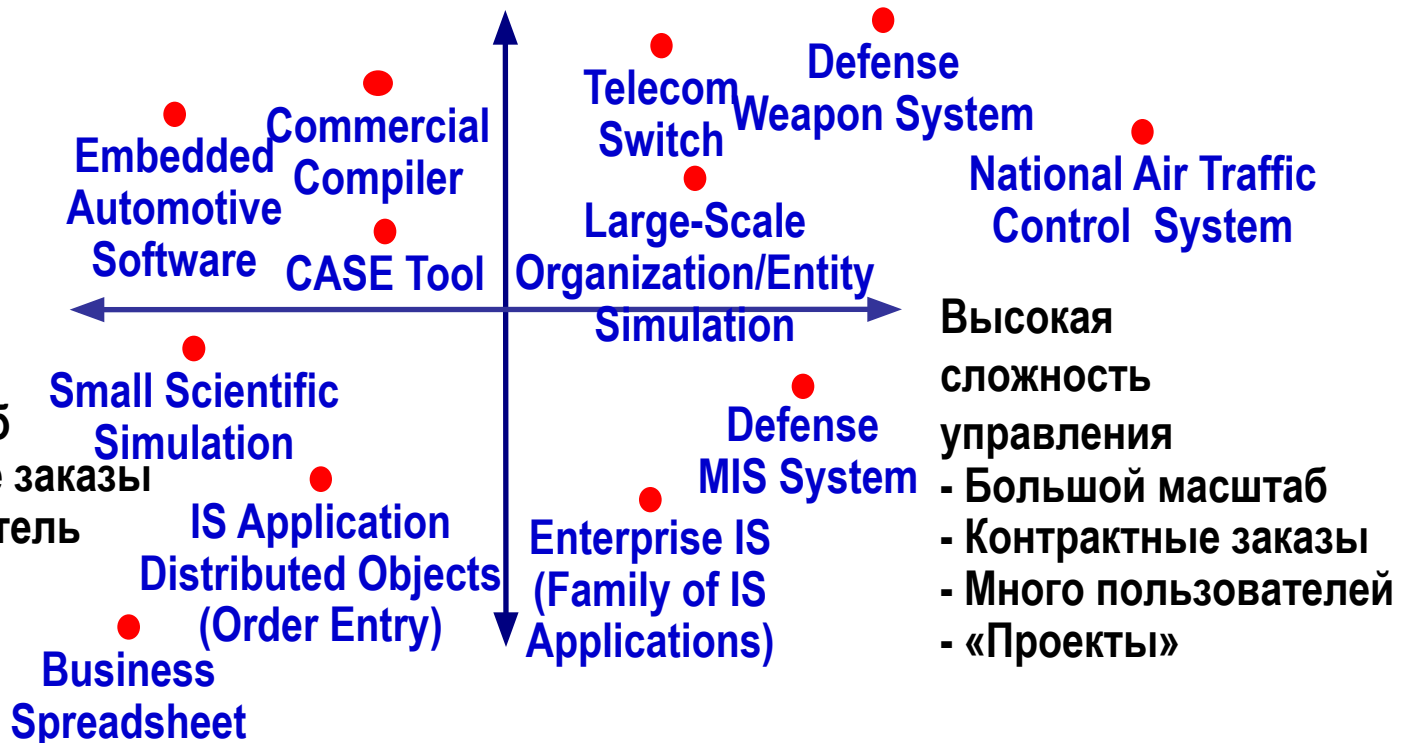 Defense
Weapon System
Telecom
Switch
Commercial
Compiler
Embedded
Automotive
Software
National Air Traffic
Control System
Large-Scale
Organization/Entity
Simulation
CASE Tool
Высокая
сложность
управления
- Большой масштаб
- Контрактные заказы
- Много пользователей
- «Проекты»
Small Scientific
Simulation
заказы
Defense
MIS System
IS Application
Distributed Objects
(Order Entry)
Enterprise IS
(Family of IS
Applications)
Business
Spreadsheet